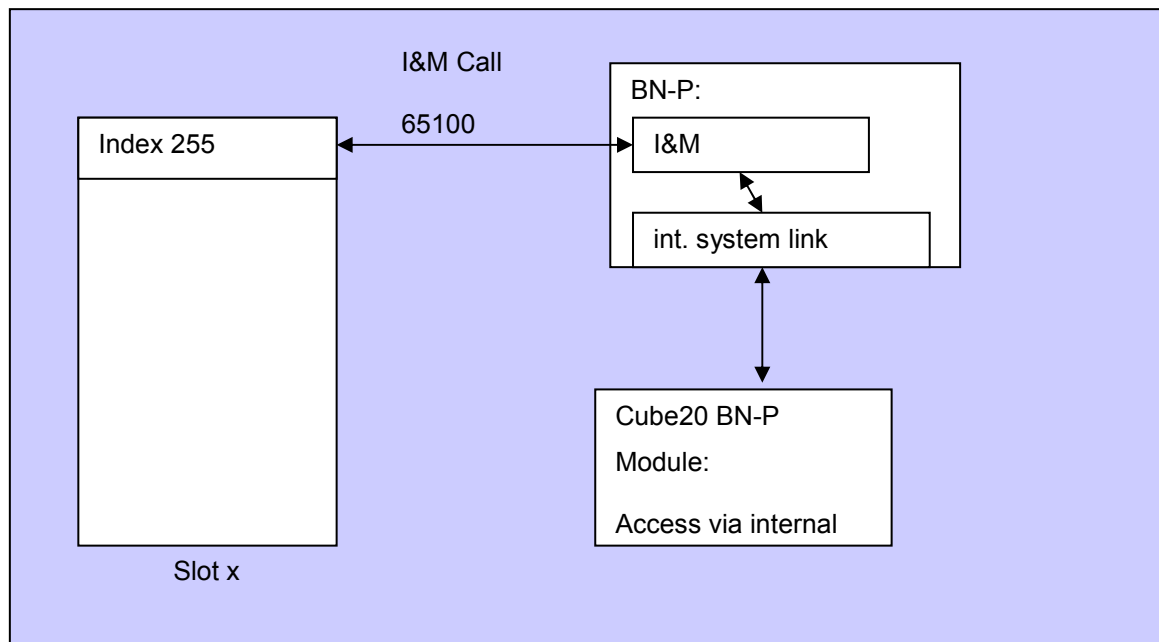 I&M Call
65100
Index 255
Slot x
BN-P:
I&M
int. system link
Cube20 BN-P
Module:
Access via internal